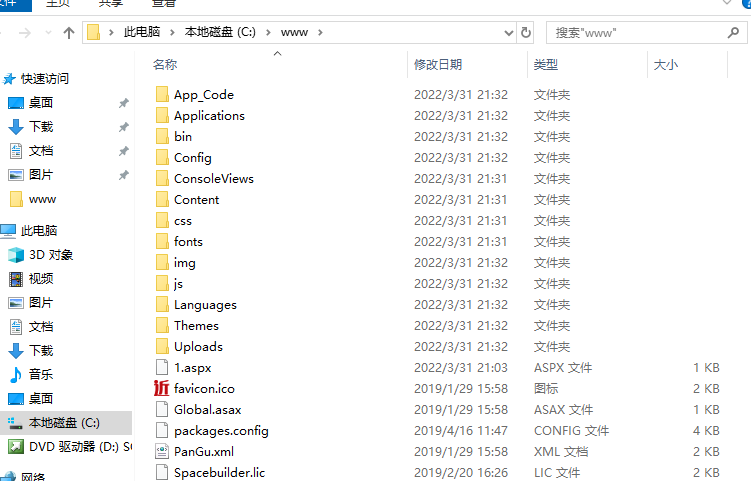 文件 主页 共享 查看
此电脑 本地磁盘 (C:) www 搜索"www"
名称 修改日期 类型 大小
快速访问
桌面
下载
文档
图片
www
此电脑
3D 对象
视频
图片
文档
下载
音乐
桌面
本地磁盘 (C:)
DVD 驱动器 (D:) SC
网络
App_Code 2022/3/31 21:32 文件夹
Applications 2022/3/31 21:32 文件夹
bin 2022/3/31 21:32 文件夹
Config 2022/3/31 21:32 文件夹
ConsoleViews 2022/3/31 21:31 文件夹
Content 2022/3/31 21:31 文件夹
css 2022/3/31 21:31 文件夹
fonts 2022/3/31 21:31 文件夹
img 2022/3/31 21:32 文件夹
js 2022/3/31 21:32 文件夹
Languages 2022/3/31 21:32 文件夹
Themes 2022/3/31 21:32 文件夹
Uploads 2022/3/31 21:32 文件夹
1.aspx 2022/3/31 21:03 ASPX 文件 1 KB
favicon.ico 2019/1/29 15:58 图标 2 KB
Global.asax 2019/1/29 15:58 ASAX 文件 1 KB
packages.config 2019/4/16 11:47 CONFIG 文件 4 KB
PanGu.xml 2019/1/29 15:58 XML 文档 2 KB
Spacebuilder.lic 2019/2/20 16:26 LIC 文件 2 KB